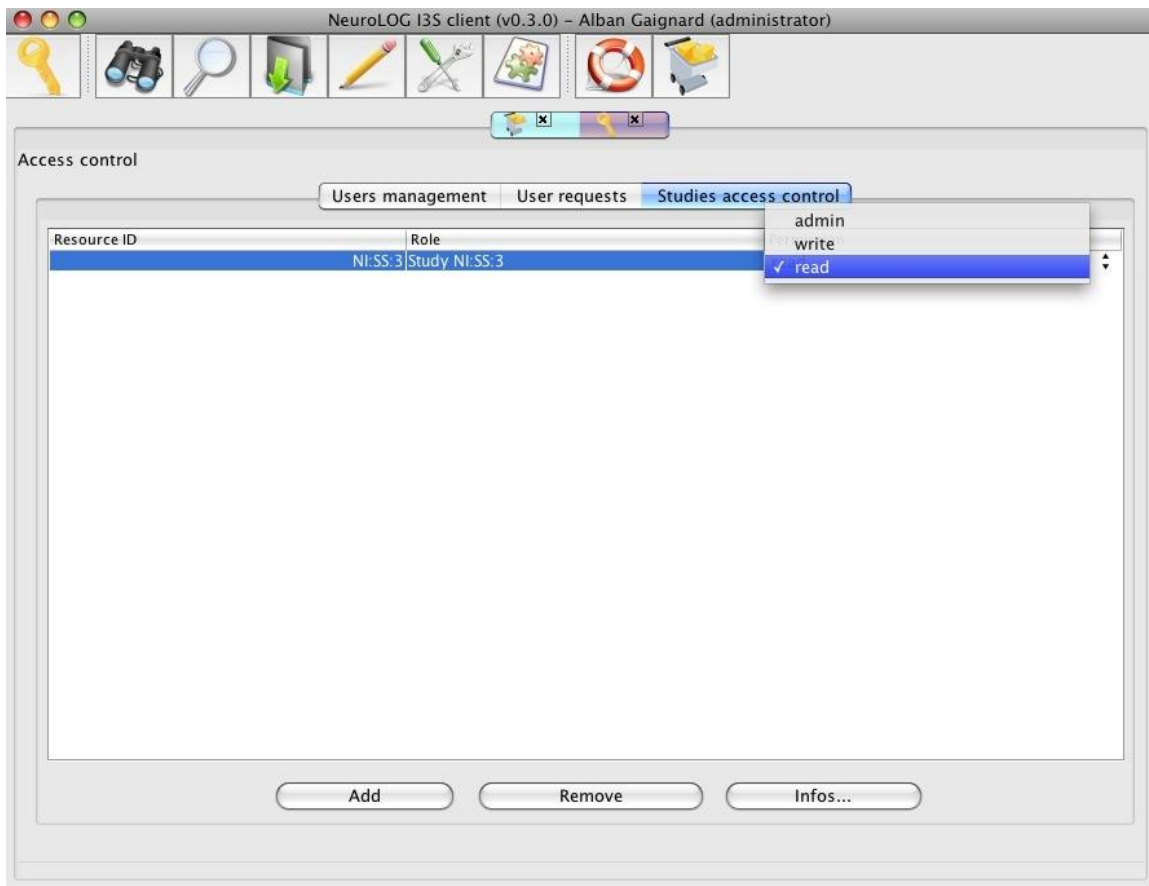 NeuroLOG I3S client (v0.3.0) – Alban Gaignard (administrator)
Access control
Users management User requests Studies access control
admin
write
✓ read
Resource ID Role
NI:SS:3 Study NI:SS:3
Add Remove Infos...